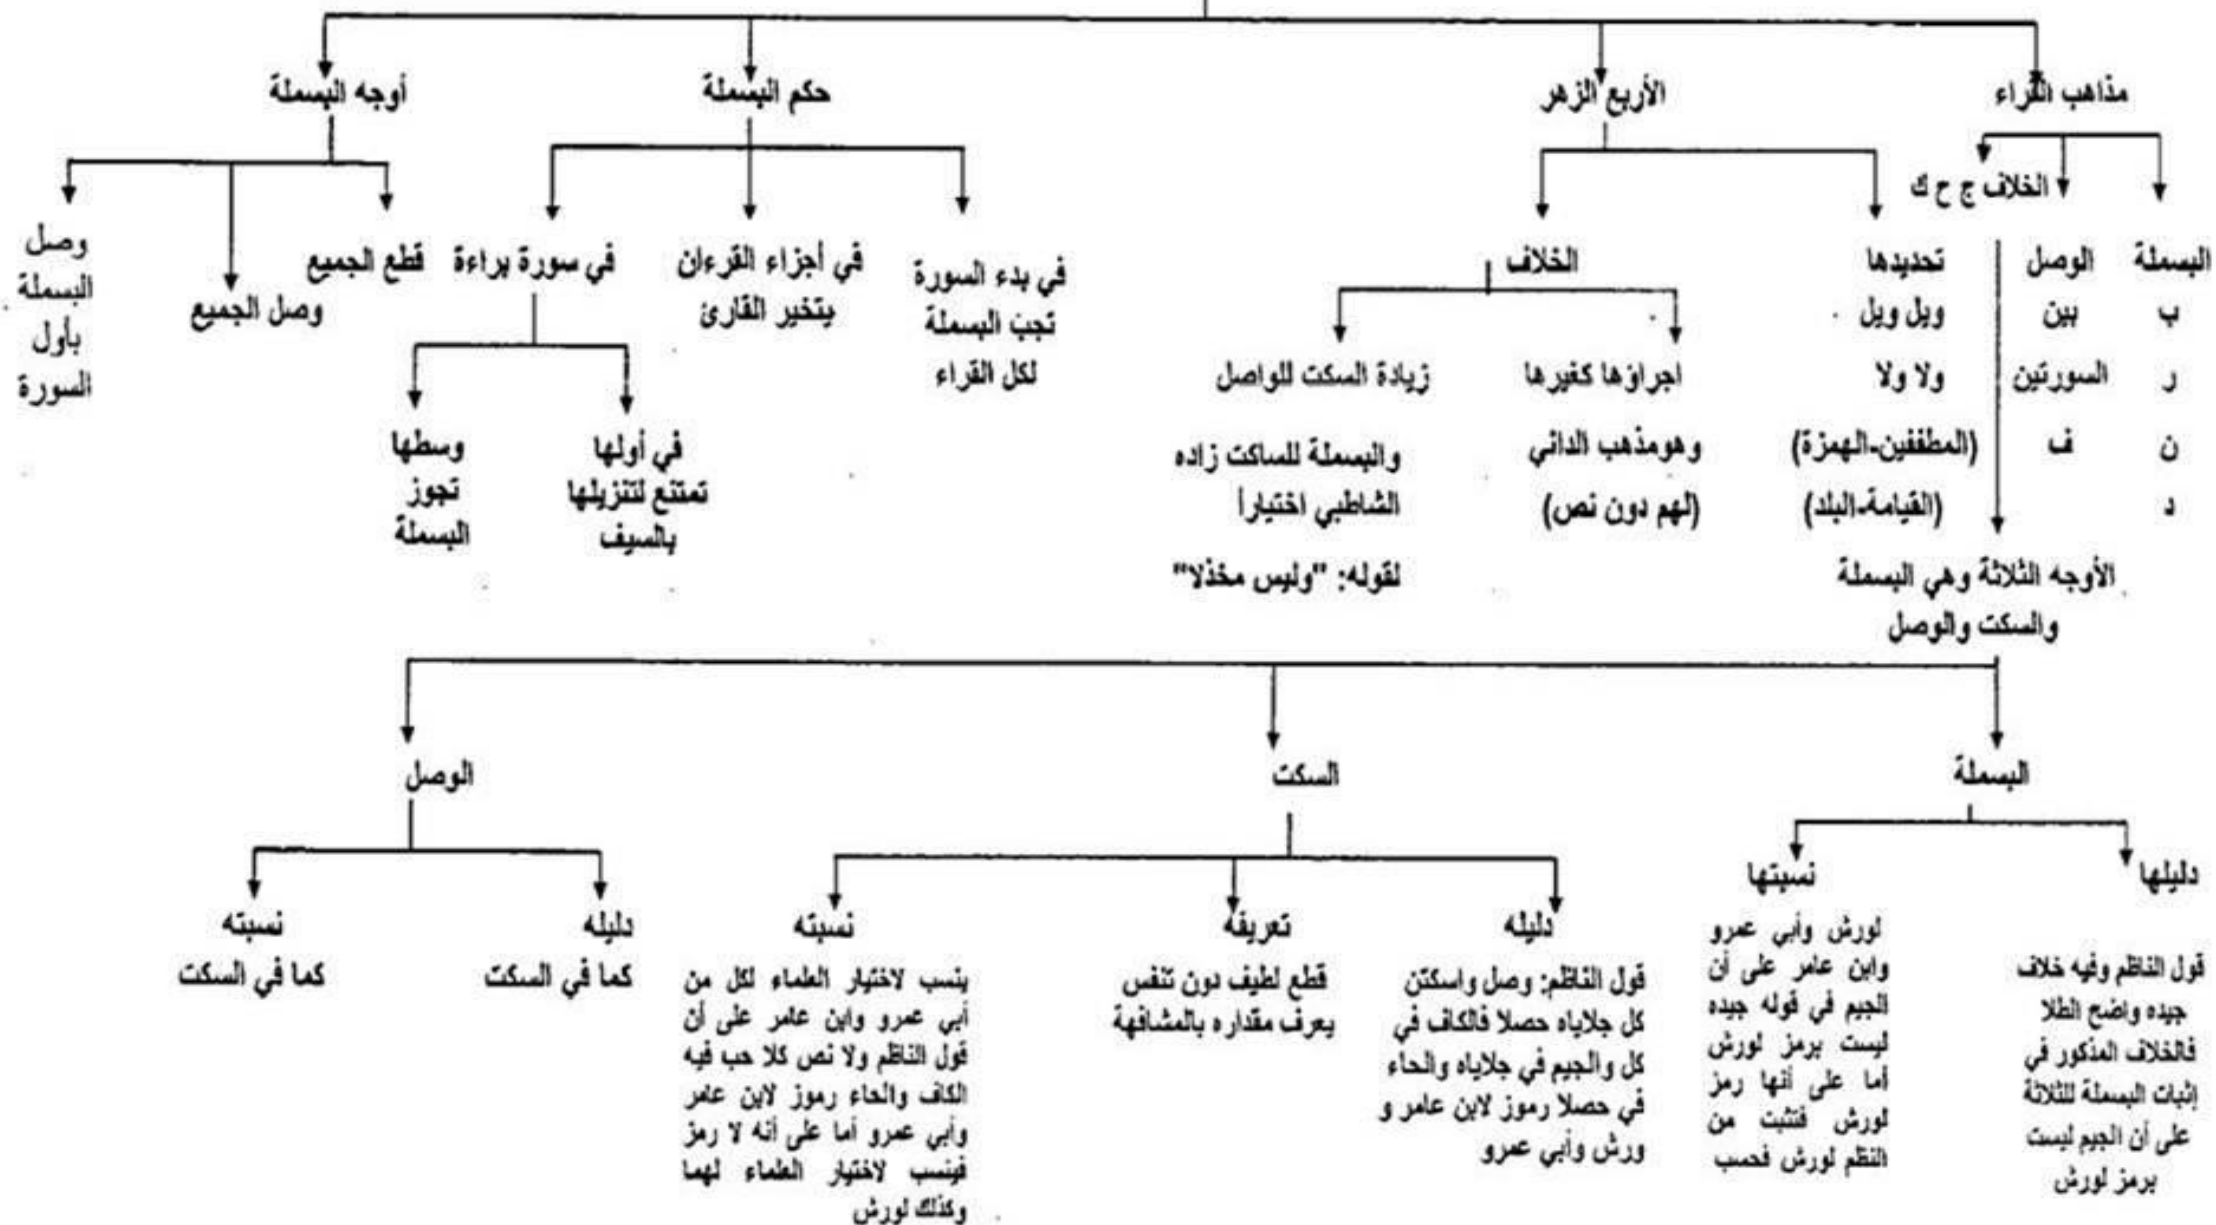 مذاهب القراء
الأربع الزهر
حكم البسملة
أوجه البسملة
الخلاف ج ح ك
البسملة
ب
ر
ن
د
الوصل
بين
السورتين
ف
الأوجه الثلاثة وهي البسملة
والسكت والوصل
تحديدها
ويل ويل
ولا ولا
(المطففين-الهمزة)
(القيامة-البلد)
الخلاف
اجراؤها كغيرها
وهومذهب الداني
(لهم دون نص)
زيادة السكت للواصل
والبسملة للساكت زاده
الشاطبي اختياراً
لقوله: "وليس مخذلا"
في بدء السورة
تجب البسملة
لكل القراء
في أجزاء القرءان
يتخير القارئ
في سورة براءة
في أولها
تمتنع لتنزيلها
بالسيف
وسطها
تجوز
البسملة
قطع الجميع
وصل الجميع
وصل
البسملة
بأول
السورة
البسملة
السكت
الوصل
دليلها
قول الناظم وفيه خلاف
جيده واضح الطلا
فالخلاف المذكور في
إثبات البسملة للثلاثة
على أن الجيم ليست
برمز لورش
نسبتها
لورش وأبي عمرو
وابن عامر على أن
الجيم في قوله جيده
ليست برمز لورش
أما على أنها رمز
لورش فتثبت من
النظم لورش فحسب
دليله
قول الناظم: وصل واسكتن
كل جلاياه حصلا فالكاف في
كل والجيم في جلاياه والحاء
في حصلا رموز لابن عامر و
ورش وأبي عمرو
تعريفه
قطع لطيف دون تنفس
يعرف مقداره بالمشافهة
نسبته
ينسب لاختيار العلماء لكل من
أبي عمرو وابن عامر على أن
قول الناظم ولا نص كلا حب فيه
الكاف والحاء رموز لابن عامر
وأبي عمرو أما على أنه لا رمز
فينسب لاختيار العلماء لهما
وكذلك لورش
دليله
كما في السكت
نسبته
كما في السكت